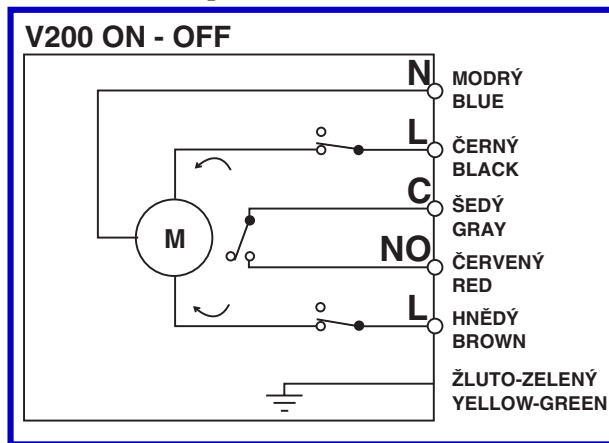 V200 ON - OFF
N
MODRÝ
BLUE
L
ČERNÝ
BLACK
C
ŠEDÝ
GRAY
M
NO
ČERVENÝ
RED
L
HNĚDÝ
BROWN
ŽLUTO-ZELENÝ
YELLOW-GREEN